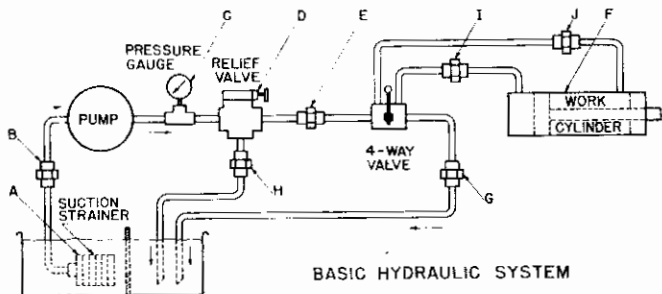 C
D
E
I
J
F
PRESSURE
GAUGE
RELIEF
VALVE
B
PUMP
WORK
CYLINDER
4-WAY
VALVE
H
G
A
SUCTION
STRAINER
BASIC HYDRAULIC SYSTEM